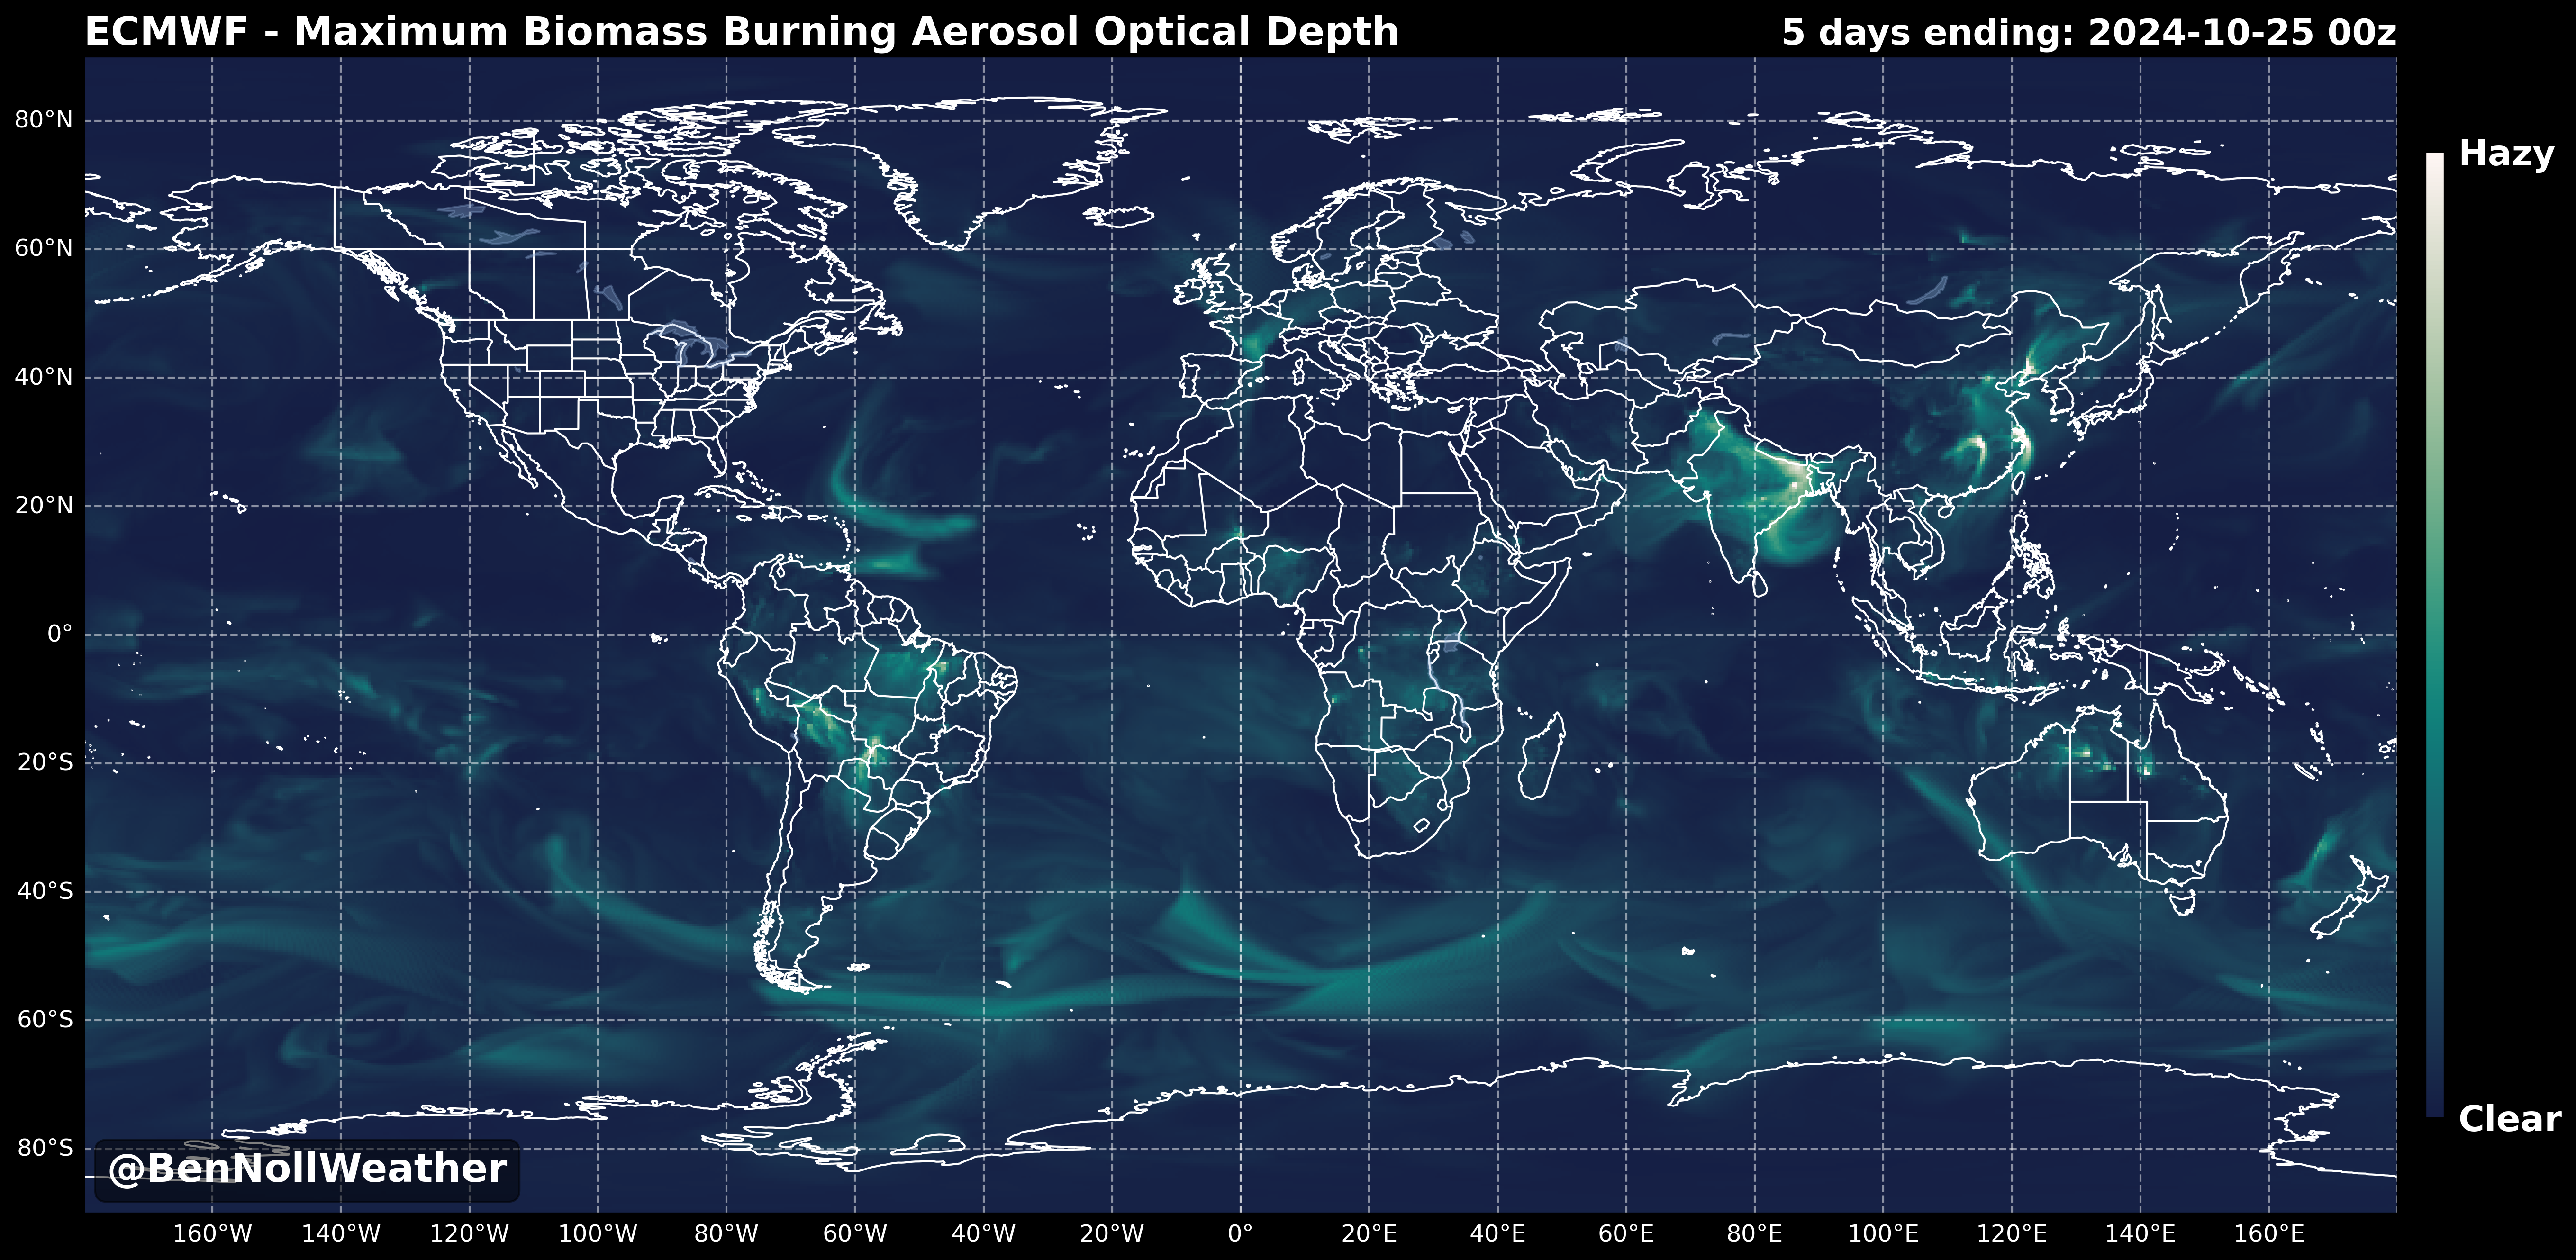 ECMWF - Maximum Biomass Burning Aerosol Optical Depth
5 days ending: 2024-10-25 00z
Hazy
Clear
80°N
60°N
40°N
20°N
0°
20°S
40°S
60°S
80°S
@BenNollWeather
160°W 140°W 120°W 100°W 80°W 60°W 40°W 20°W 0° 20°E 40°E 60°E 80°E 100°E 120°E 140°E 160°E